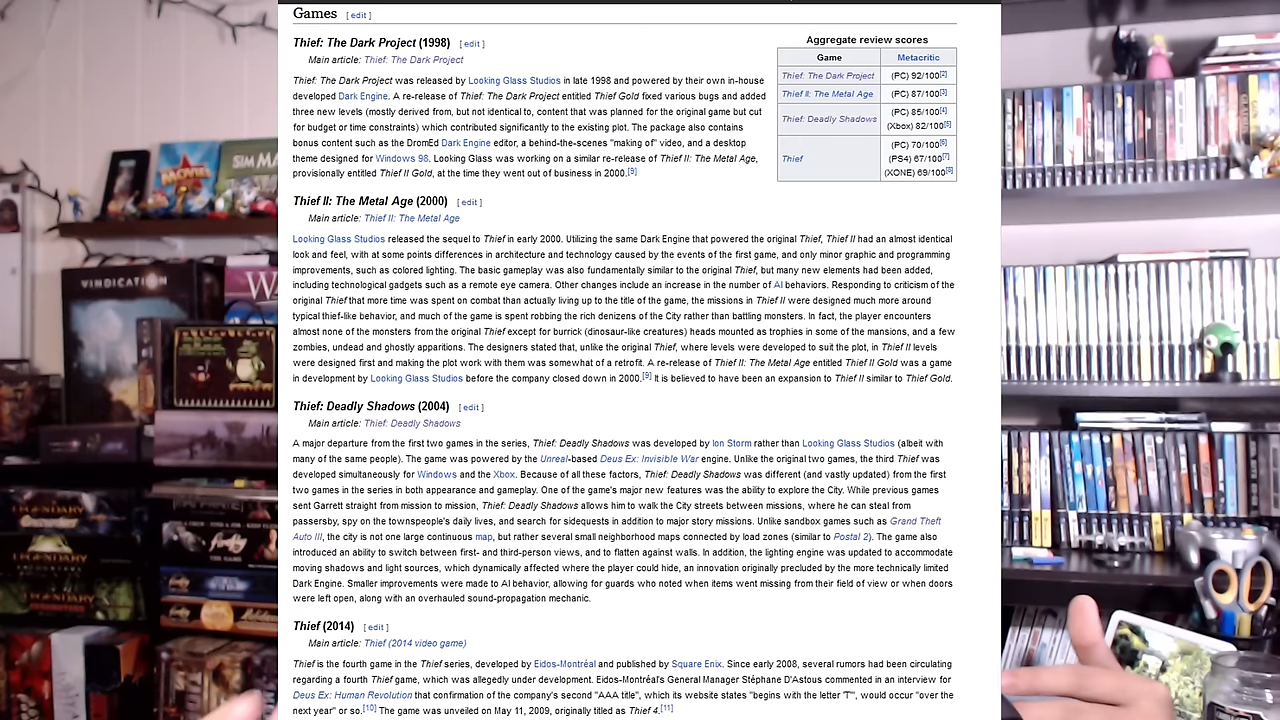 Games [ edit ]
Thief: The Dark Project (1998) [ edit ]
Main article: Thief: The Dark Project
Thief: The Dark Project was released by Looking Glass Studios in late 1998 and powered by their own in-house
developed Dark Engine. A re-release of Thief: The Dark Project entitled Thief Gold fixed various bugs and added
three new levels (mostly derived from, but not identical to, content that was planned for the original game but cut
for budget or time constraints) which contributed significantly to the existing plot. The package also contains
bonus content such as the DromEd Dark Engine editor, a behind-the-scenes "making of" video, and a desktop
theme designed for Windows 98. Looking Glass was working on a similar re-release of Thief II: The Metal Age,
provisionally entitled Thief II Gold, at the time they went out of business in 2000.[9]
Aggregate review scores
Game Metacritic
Thief: The Dark Project (PC) 92/100[2]
Thief II: The Metal Age (PC) 87/100[3]
Thief: Deadly Shadows (PC) 85/100[4]
(Xbox) 82/100[5]
Thief (PC) 70/100[6]
(PS4) 67/100[7]
(XONE) 69/100[8]
Thief II: The Metal Age (2000) [ edit ]
Main article: Thief II: The Metal Age
Looking Glass Studios released the sequel to Thief in early 2000. Utilizing the same Dark Engine that powered the original Thief, Thief II had an almost identical
look and feel, with at some points differences in architecture and technology caused by the events of the first game, and only minor graphic and programming
improvements, such as colored lighting. The basic gameplay was also fundamentally similar to the original Thief, but many new elements had been added,
including technological gadgets such as a remote eye camera. Other changes include an increase in the number of AI behaviors. Responding to criticism of the
original Thief that more time was spent on combat than actually living up to the title of the game, the missions in Thief II were designed much more around
typical thief-like behavior, and much of the game is spent robbing the rich denizens of the City rather than battling monsters. In fact, the player encounters
almost none of the monsters from the original Thief except for burrick (dinosaur-like creatures) heads mounted as trophies in some of the mansions, and a few
zombies, undead and ghostly apparitions. The designers stated that, unlike the original Thief, where levels were developed to suit the plot, in Thief II levels
were designed first and making the plot work with them was somewhat of a retrofit. A re-release of Thief II: The Metal Age entitled Thief II Gold was a game
in development by Looking Glass Studios before the company closed down in 2000.[9] It is believed to have been an expansion to Thief II similar to Thief Gold.
Thief: Deadly Shadows (2004) [ edit ]
Main article: Thief: Deadly Shadows
A major departure from the first two games in the series, Thief: Deadly Shadows was developed by Ion Storm rather than Looking Glass Studios (albeit with
many of the same people). The game was powered by the Unreal-based Deus Ex: Invisible War engine. Unlike the original two games, the third Thief was
developed simultaneously for Windows and the Xbox. Because of all these factors, Thief: Deadly Shadows was different (and vastly updated) from the first
two games in the series in both appearance and gameplay. One of the game's major new features was the ability to explore the City. While previous games
sent Garrett straight from mission to mission, Thief: Deadly Shadows allows him to walk the City streets between missions, where he can steal from
passersby, spy on the townspeople's daily lives, and search for sidequests in addition to major story missions. Unlike sandbox games such as Grand Theft
Auto III, the city is not one large continuous map, but rather several small neighborhood maps connected by load zones (similar to Postal 2). The game also
introduced an ability to switch between first- and third-person views, and to flatten against walls. In addition, the lighting engine was updated to accommodate
moving shadows and light sources, which dynamically affected where the player could hide, an innovation originally precluded by the more technically limited
Dark Engine. Smaller improvements were made to AI behavior, allowing for guards who noted when items went missing from their field of view or when doors
were left open, along with an overhauled sound-propagation mechanic.
Thief (2014) [ edit ]
Main article: Thief (2014 video game)
Thief is the fourth game in the Thief series, developed by Eidos-Montréal and published by Square Enix. Since early 2008, several rumors had been circulating
regarding a fourth Thief game, which was allegedly under development. Eidos-Montréal's General Manager Stéphane D'Astous commented in an interview for
Deus Ex: Human Revolution that confirmation of the company's second "AAA title", which its website states "begins with the letter 'T'", would occur "over the
next year" or so.[10] The game was unveiled on May 11, 2009, originally titled as Thief 4.[11]
THE MOVIES
SIM
VINDICATION
LEGENDARY
LEGENDARY